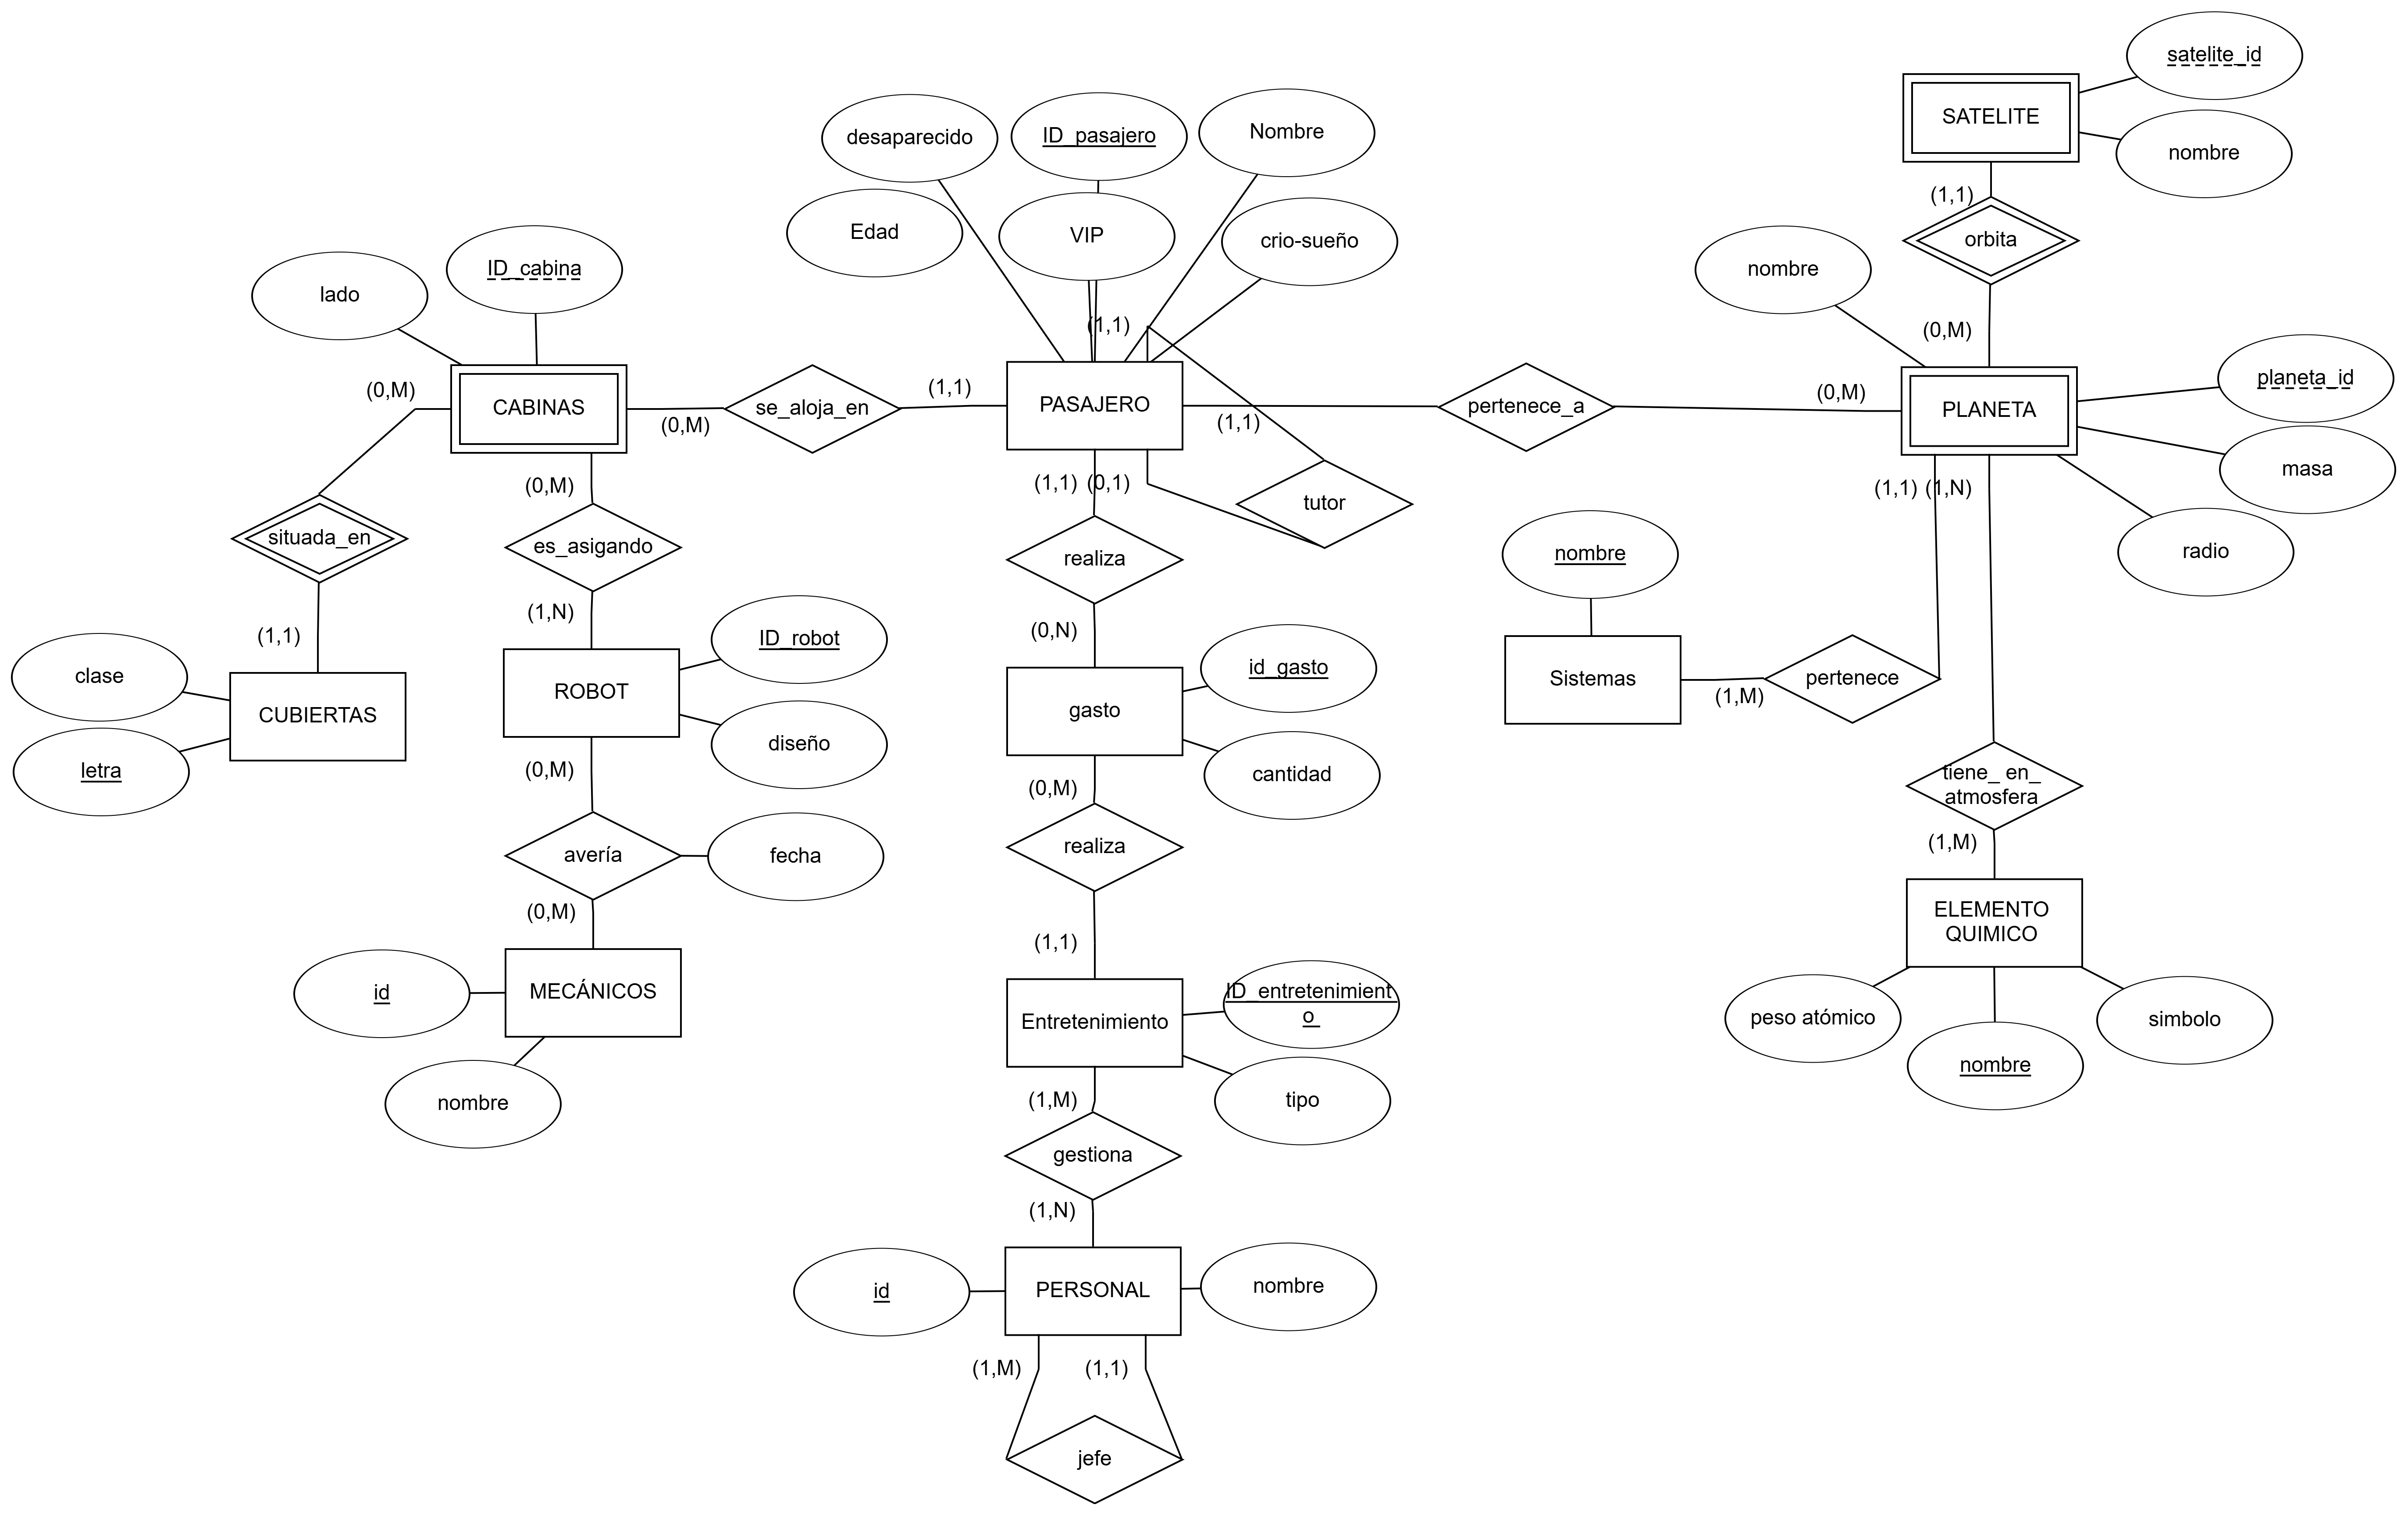 satelite_id
SATELITE
nombre
(1,1)
orbita
(0,M)
desaparecido
ID_pasajero
Nombre
Edad
VIP
crio-sueño
(1,1)
lado
ID_cabina
nombre
(0,M)
CABINAS
(0,M)
se_aloja_en
(1,1)
PASAJERO
(1,1)
pertenece_a
(0,M)
PLANETA
planeta_id
masa
radio
(0,M)
(1,1)
(0,1)
tutor
(1,1)
(1,N)
situada_en
es_asigando
realiza
nombre
(1,1)
(1,N)
(0,N)
clase
CUBIERTAS
letra
ROBOT
ID_robot
diseño
gasto
id_gasto
cantidad
Sistemas
(1,M)
pertenece
(0,M)
(0,M)
tiene_ en_
atmosfera
avería
fecha
realiza
(1,M)
(0,M)
(1,1)
ELEMENTO
QUIMICO
id
MECÁNICOS
nombre
Entretenimiento
ID_entretenimient
o
tipo
peso atómico
nombre
simbolo
(1,M)
gestiona
(1,N)
id
PERSONAL
nombre
(1,M)
(1,1)
jefe